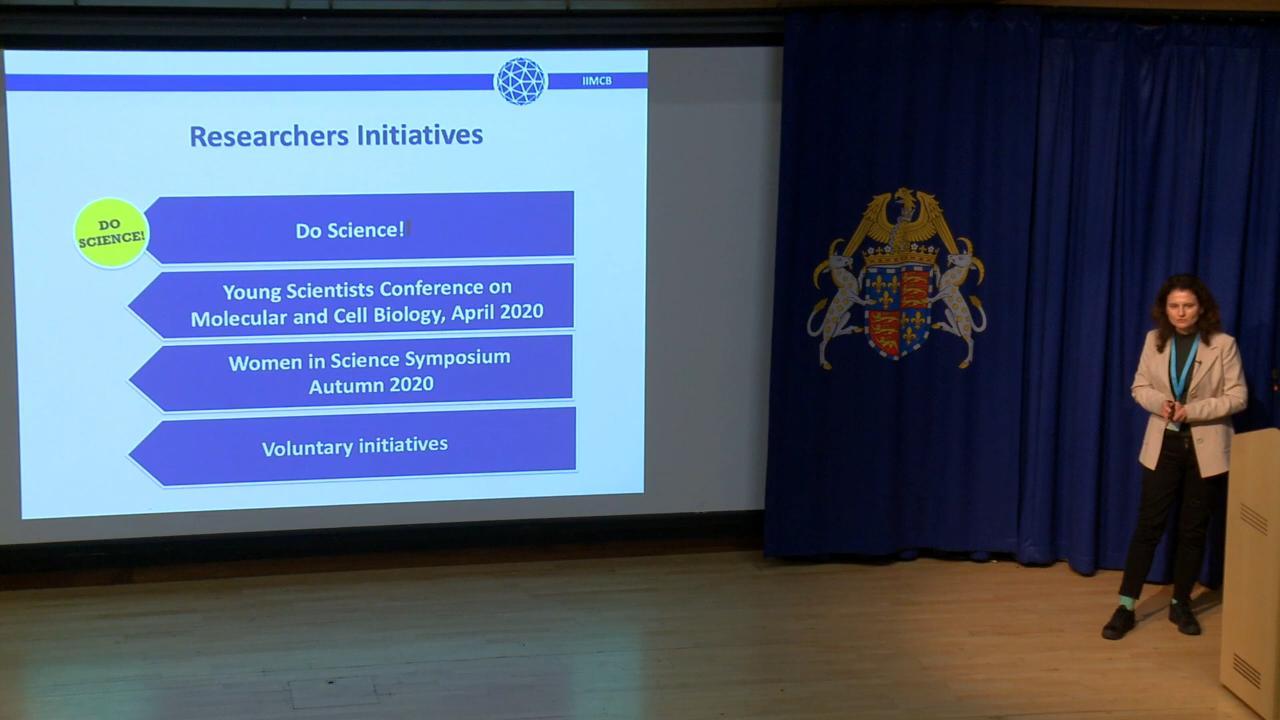 IIMCB
Researchers Initiatives
DO
SCIENCE!
Do Science!
Young Scientists Conference on
Molecular and Cell Biology, April 2020
Women in Science Symposium
Autumn 2020
Voluntary initiatives